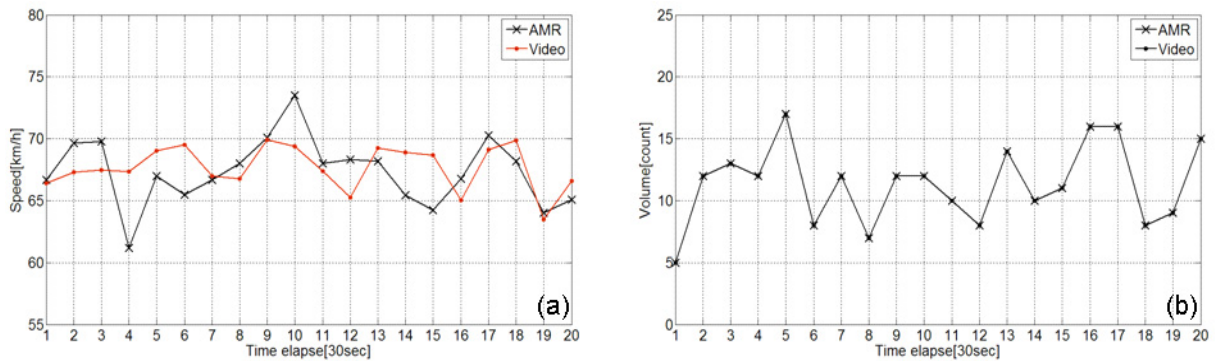 80
75
70
65
60
55
Speed[km/h]
AMR
Video
(a)
1 2 3 4 5 6 7 8 9 10 11 12 13 14 15 16 17 18 19 20
Time elapse[30sec]
25
20
15
10
5
0
Volume[count]
AMR
Video
(b)
1 2 3 4 5 6 7 8 9 10 11 12 13 14 15 16 17 18 19 20
Time elapse[30sec]